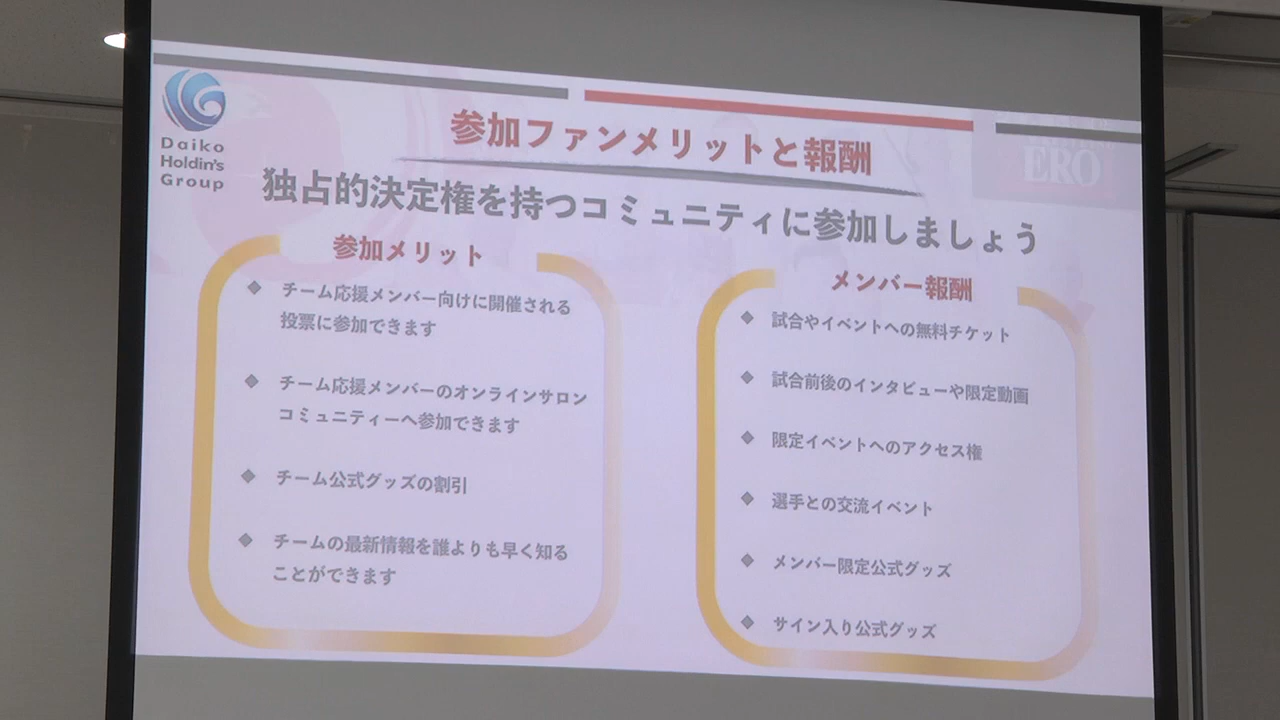 Daiko
Holdin's
Group
ERO
参加ファンメリットと報酬
独占的決定権を持つコミュニティに参加しましょう
参加メリット
チーム応援メンバー向けに開催される
投票に参加できます
チーム応援メンバーのオンラインサロン
コミュニティーへ参加できます
チーム公式グッズの割引
チームの最新情報を誰よりも早く知る
ことができます
メンバー報酬
試合やイベントへの無料チケット
試合前後のインタビューや限定動画
限定イベントへのアクセス権
選手との交流イベント
メンバー限定公式グッズ
サイン入り公式グッズ